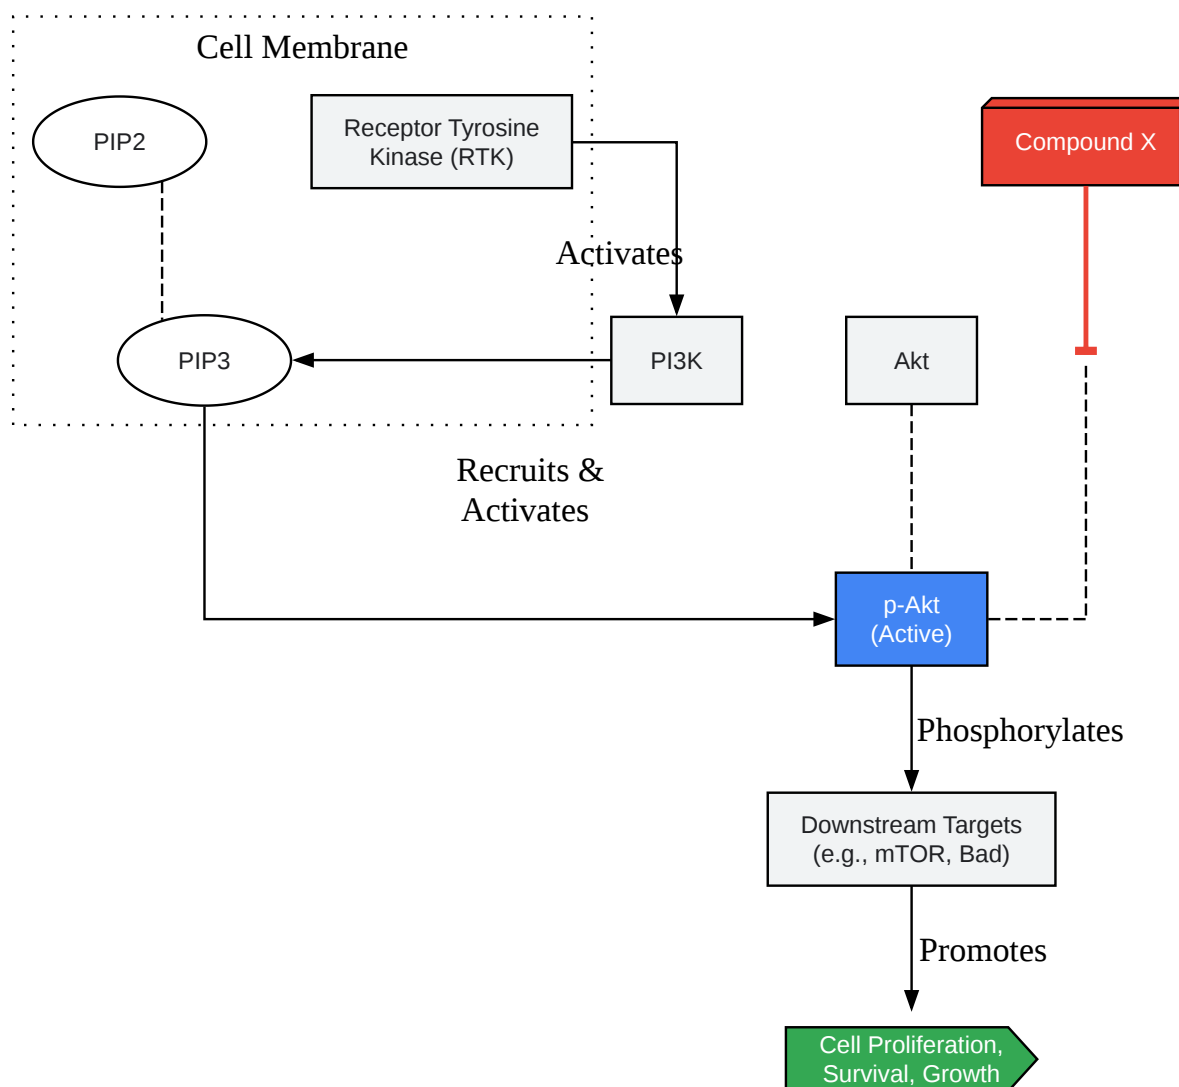 Cell Membrane
PIP2
Receptor Tyrosine
Kinase (RTK)
Compound X
Activates
PIP3
PI3K
Akt
Recruits &
Activates
p-Akt
(Active)
Phosphorylates
Downstream Targets
(e.g., mTOR, Bad)
Promotes
Cell Proliferation,
Survival, Growth